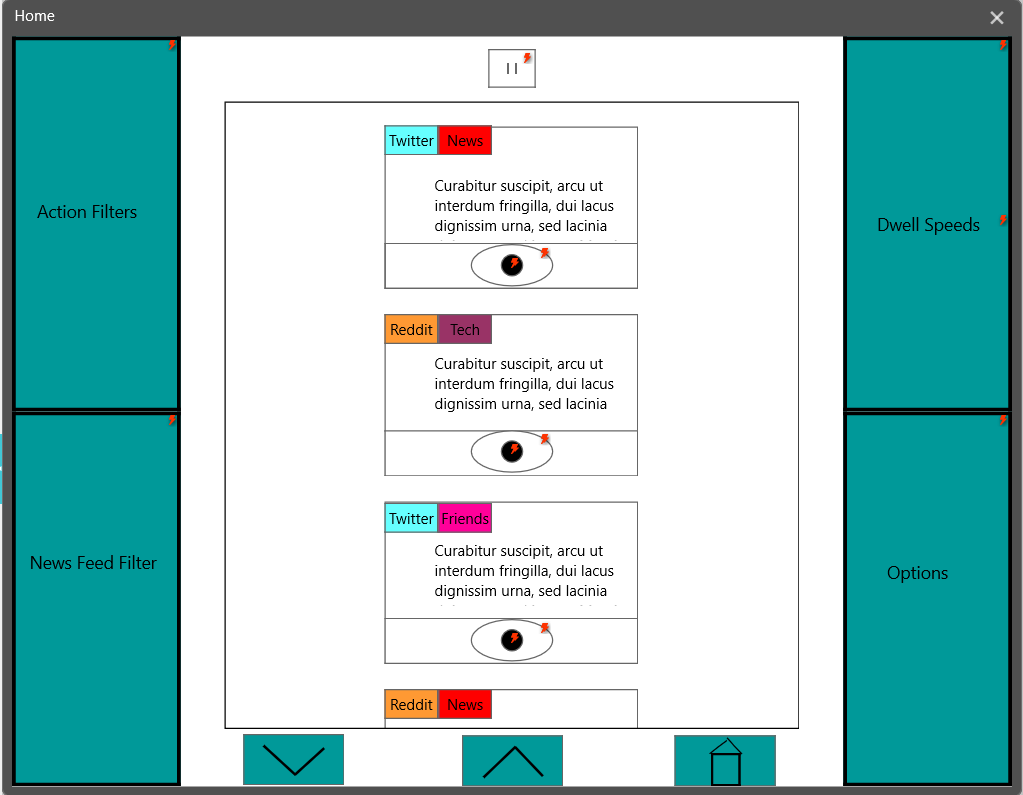 Home
Action Filters
News Feed Filter
Twitter News
Curabitur suscipit, arcu ut
interdum fringilla, dui lacus
dignissim urna, sed lacinia
Reddit Tech
Curabitur suscipit, arcu ut
interdum fringilla, dui lacus
dignissim urna, sed lacinia
Twitter Friends
Curabitur suscipit, arcu ut
interdum fringilla, dui lacus
dignissim urna, sed lacinia
Reddit News
Dwell Speeds
Options